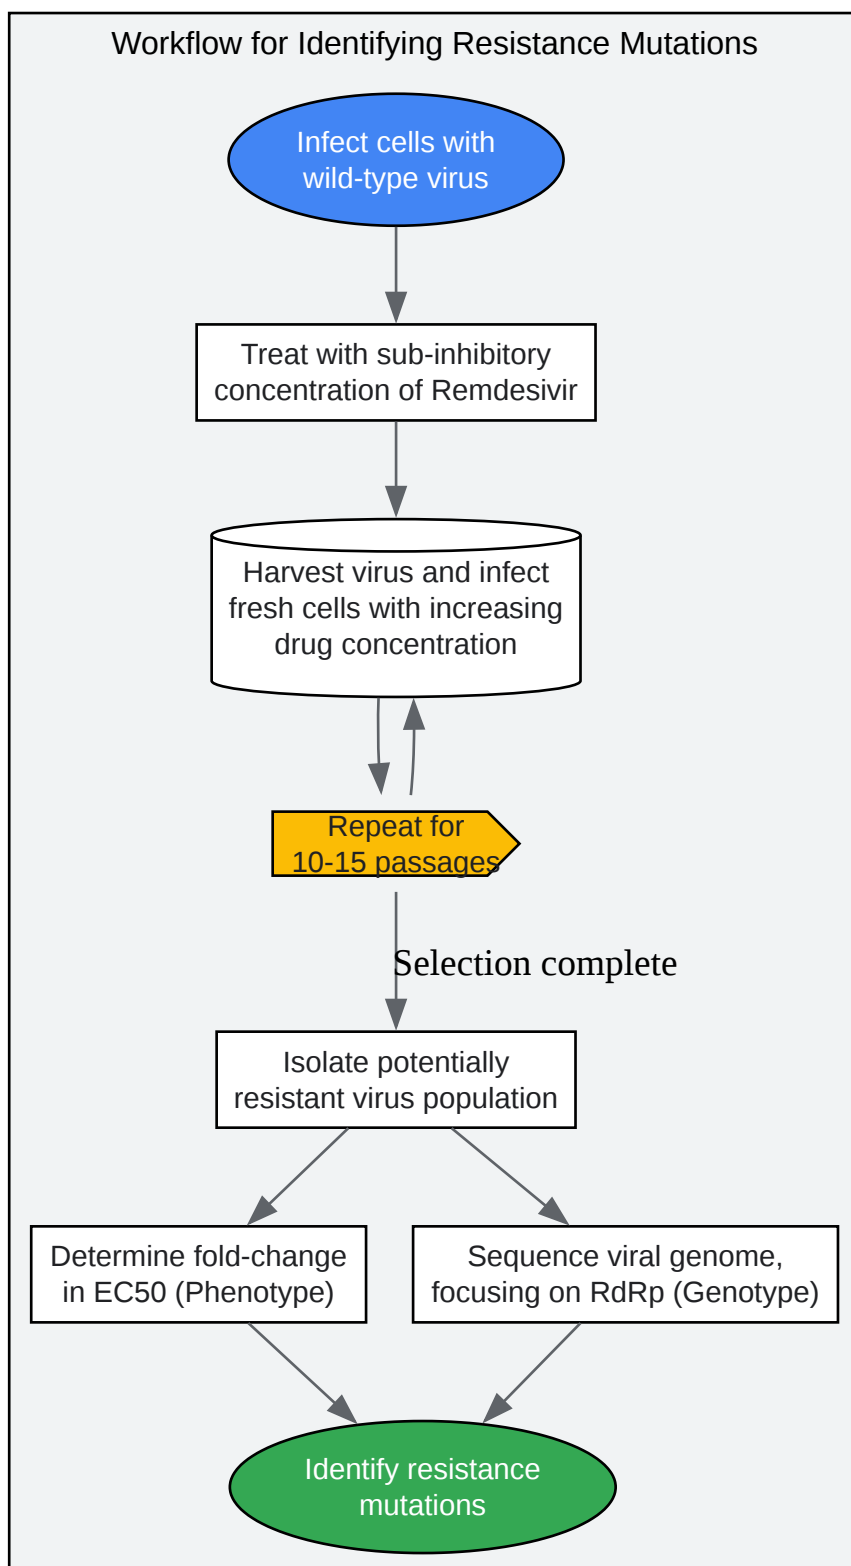 Workflow for Identifying Resistance Mutations
Infect cells with
wild-type virus
Treat with sub-inhibitory
concentration of Remdesivir
Harvest virus and infect
fresh cells with increasing
drug concentration
Repeat for
10-15 passages
Selection complete
Isolate potentially
resistant virus population
Determine fold-change
in EC50 (Phenotype)
Sequence viral genome,
focusing on RdRp (Genotype)
Identify resistance
mutations